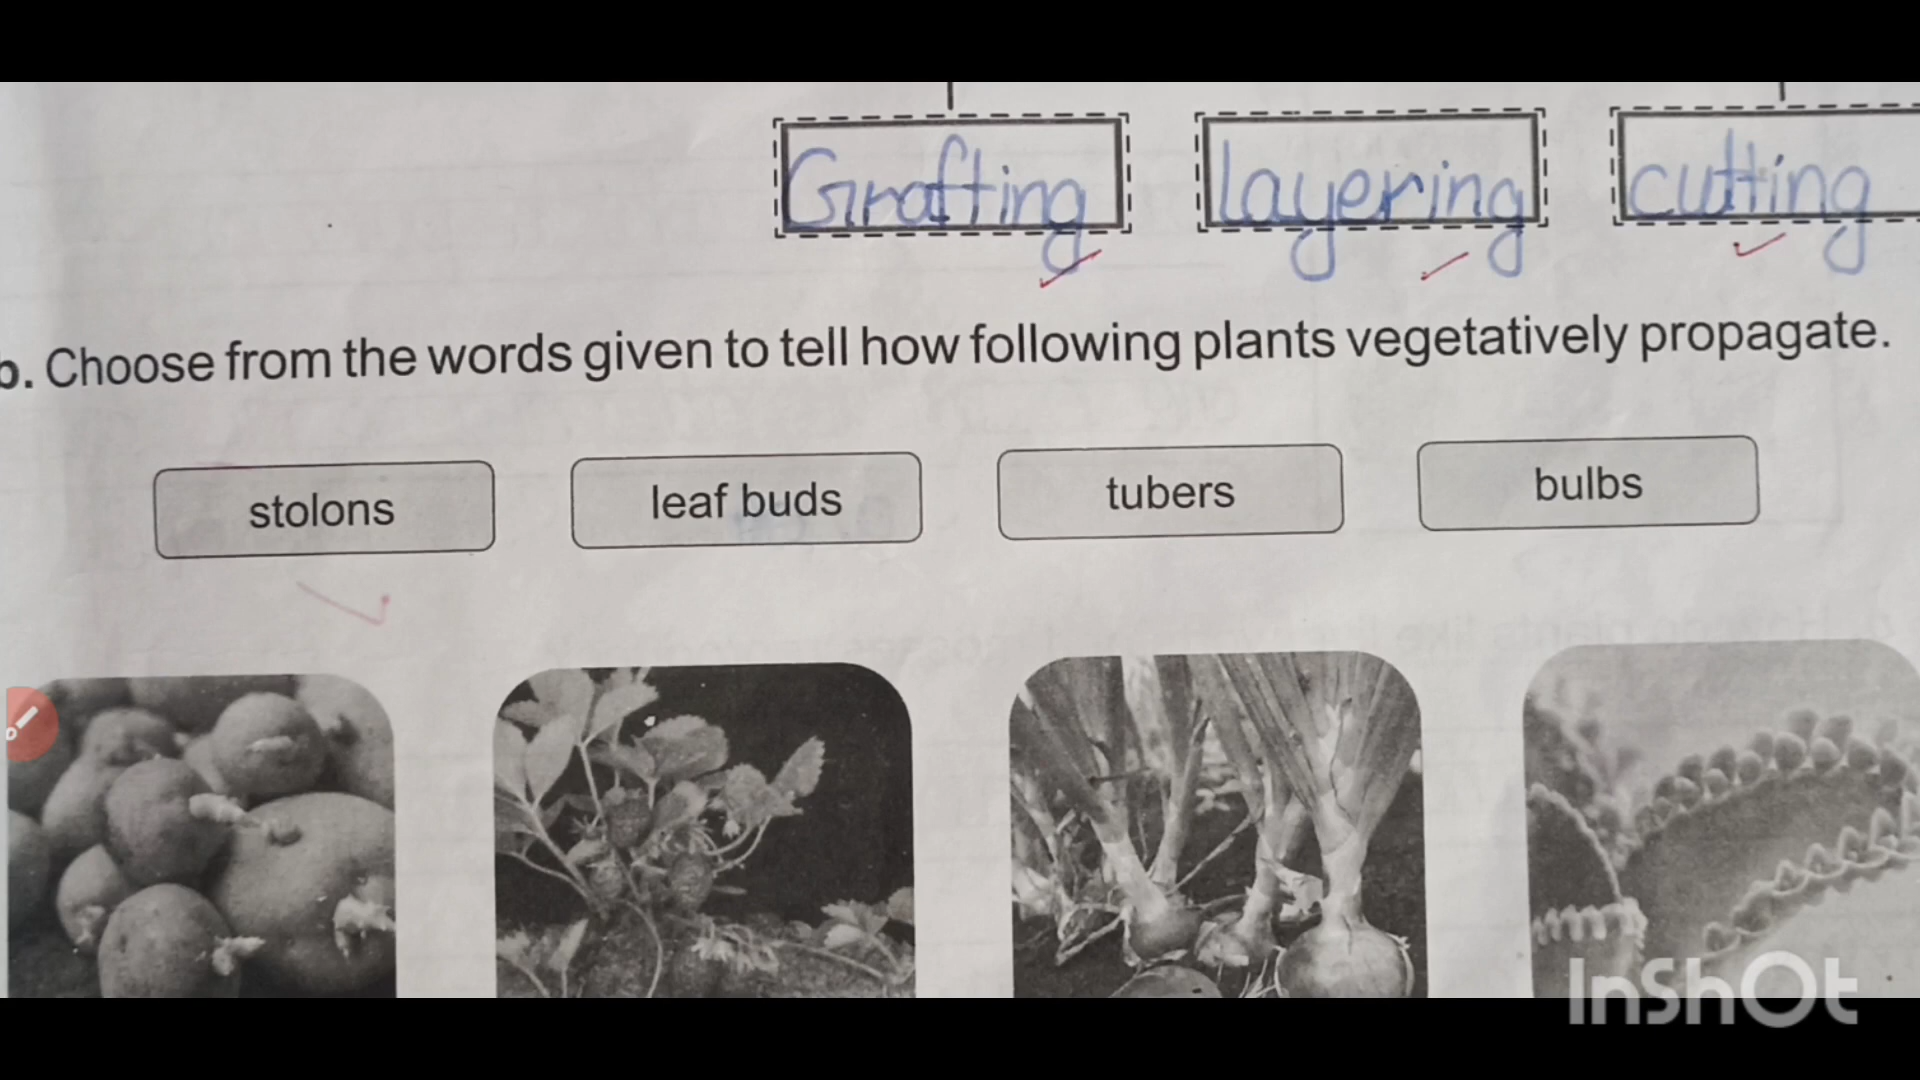 Grafting layering cutting
b. Choose from the words given to tell how following plants vegetatively propagate.
stolons leaf buds tubers bulbs
InShOt